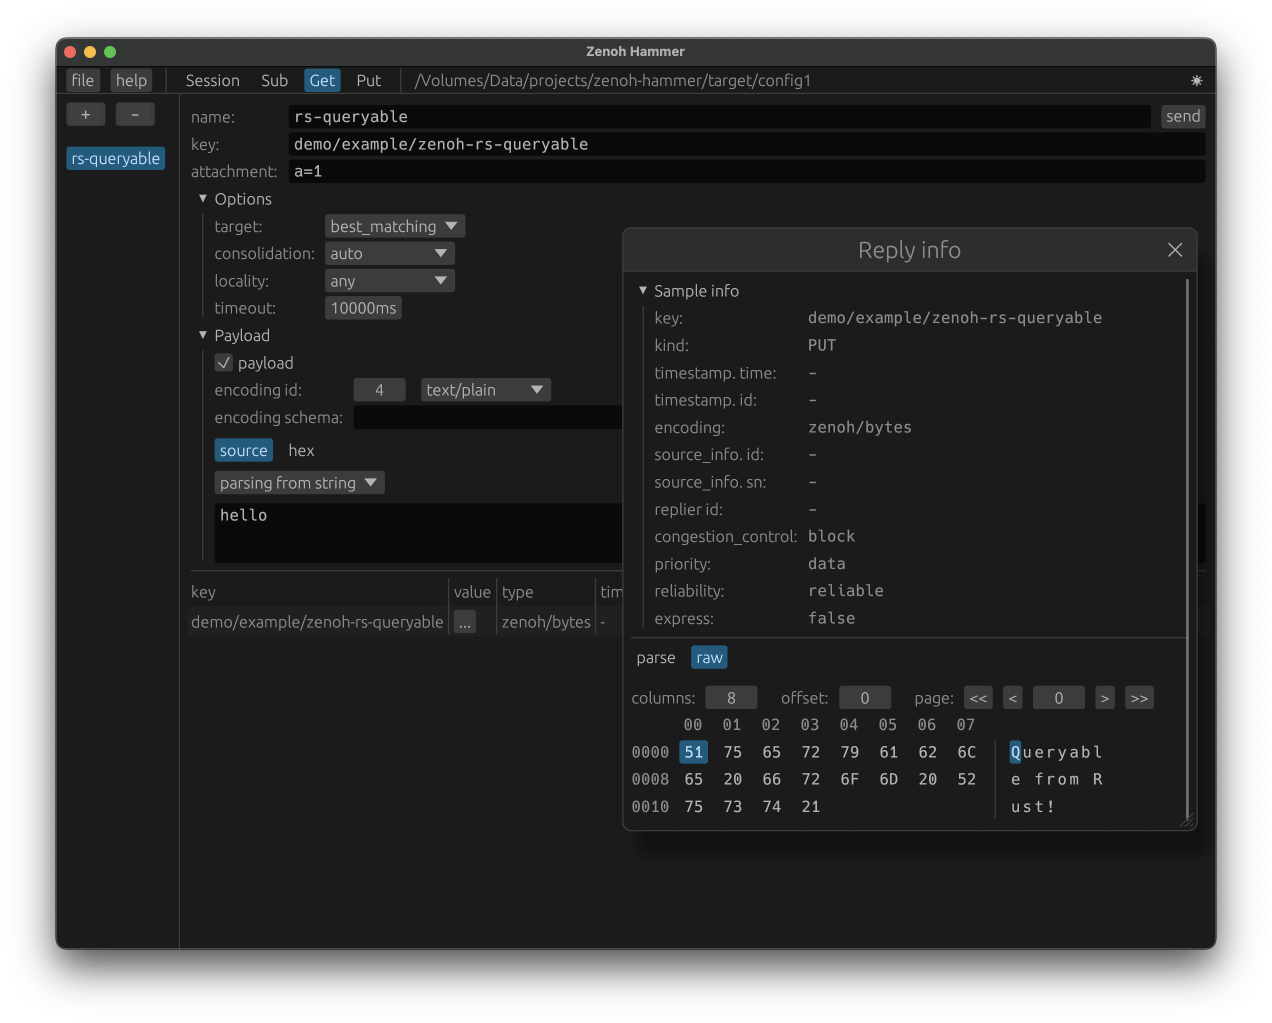 Zenoh Hammer
file help Session Sub Get Put /Volumes/Data/projects/zenoh-hammer/target/config1
+ -
rs-queryable
name: rs-queryable send
key: demo/example/zenoh-rs-queryable
attachment: a=1
Options
target: best_matching
consolidation: auto
locality: any
timeout: 10000ms
Payload
payload
encoding id: 4 text/plain
encoding schema:
source hex
parsing from string
hello
key value type tim
demo/example/zenoh-rs-queryable ... zenoh/bytes -
Reply info
Sample info
key: demo/example/zenoh-rs-queryable
kind: PUT
timestamp. time: -
timestamp. id: -
encoding: zenoh/bytes
source_info. id: -
source_info. sn: -
replier id: -
congestion_control: block
priority: data
reliability: reliable
express: false
parse raw
columns: 8 offset: 0 page: << < 0 > >>
00 01 02 03 04 05 06 07
0000 51 75 65 72 79 61 62 6C Queryabl
0008 65 20 66 72 6F 6D 20 52 e from R
0010 75 73 74 21 ust!